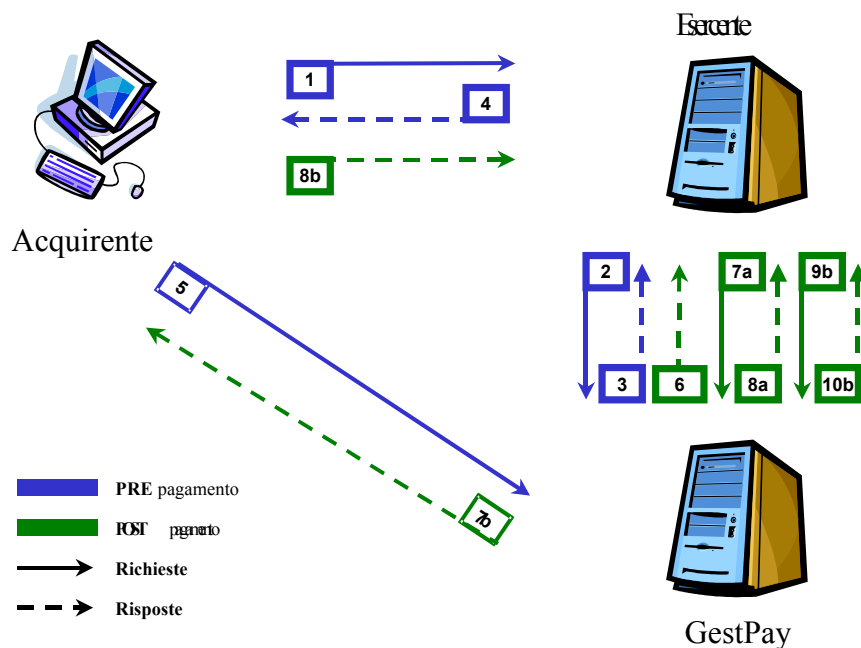 Esercente
1
4
8b
Acquirente
5
2
7a
9b
3
6
8a
10b
7b
PRE pagamento
POST pagamento
Richieste
Risposte
GestPay